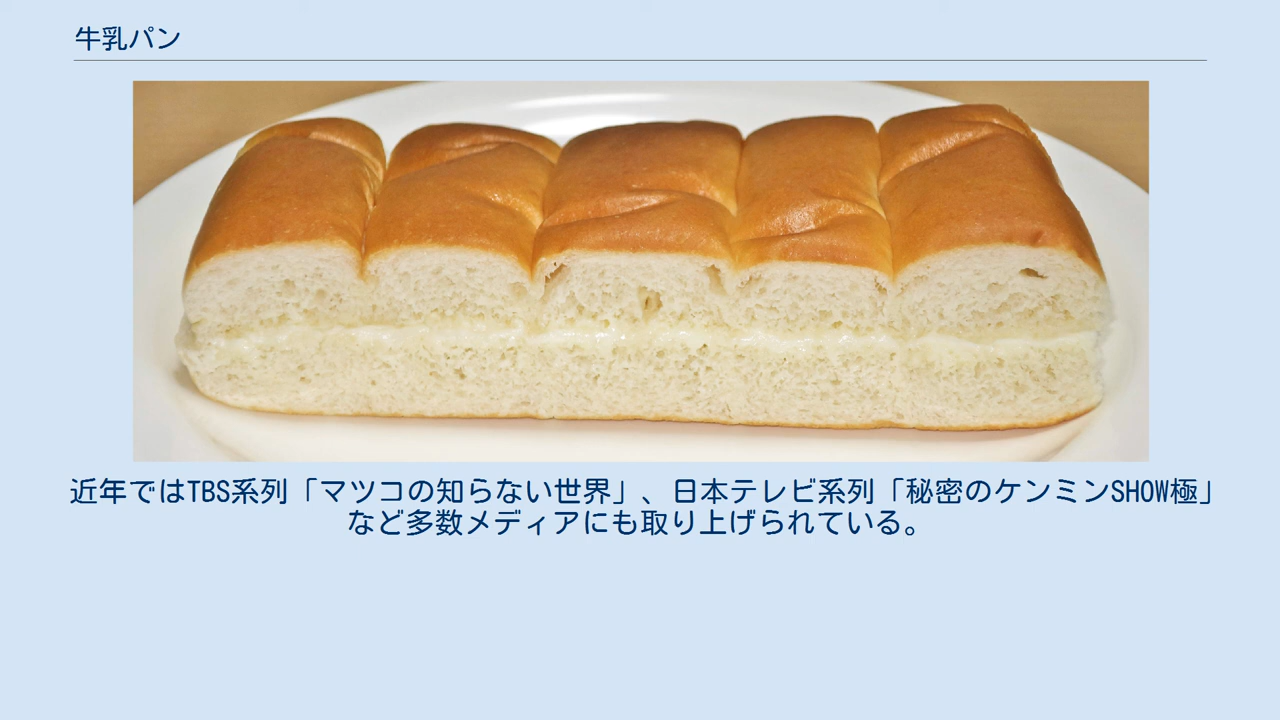 牛乳パン
近年ではTBS系列「マツコの知らない世界」、日本テレビ系列「秘密のケンミンSHOW極」
など多数メディアにも取り上げられている。